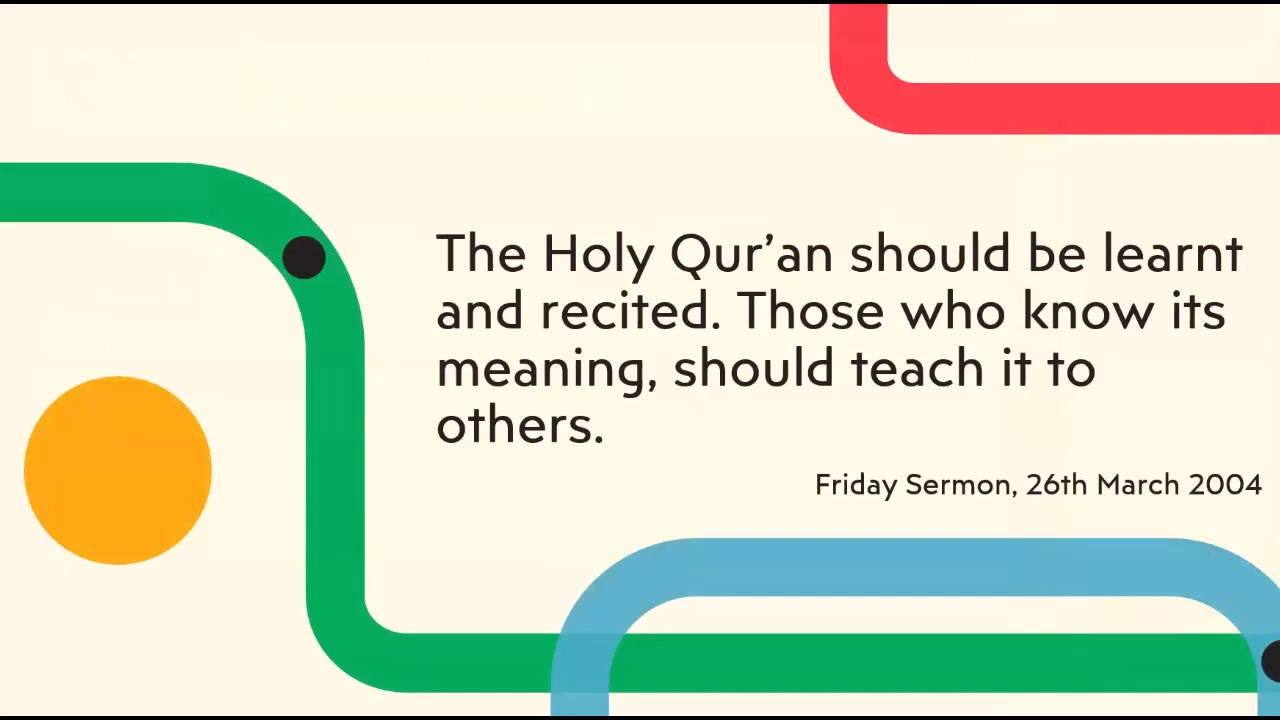 The Holy Qur’an should be learnt
and recited. Those who know its
meaning, should teach it to
others.
Friday Sermon, 26th March 2004